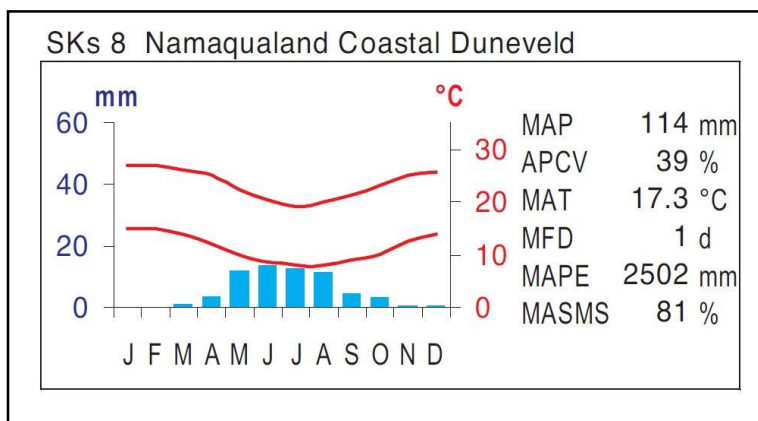 SKs 8 Namaqualand Coastal Duneveld
mm
°C
60
40
20
0
30
20
10
0
J F M A M J J A S O N D
MAP 114 mm
APCV 39 %
MAT 17.3 °C
MFD 1 d
MAPE 2502 mm
MASMS 81 %